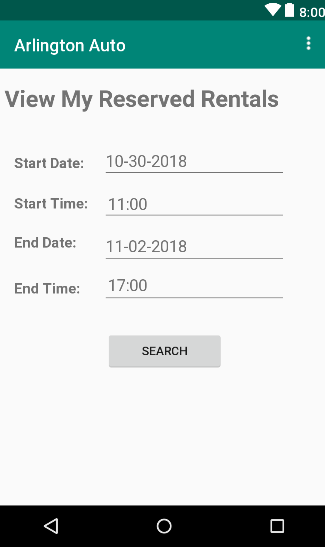 8:00
Arlington Auto
View My Reserved Rentals
Start Date: 10-30-2018
Start Time: 11:00
End Date: 11-02-2018
End Time: 17:00
SEARCH